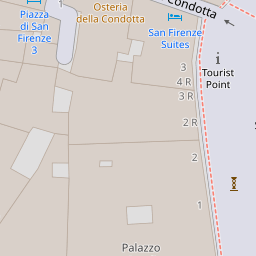 1
Osteria
della Condotta
Condotta
Piazza
di San
Firenze
3
San Firenze
Suites
i
Tourist
Point
3
4 R
3 R
2 R
2
1
Palazzo